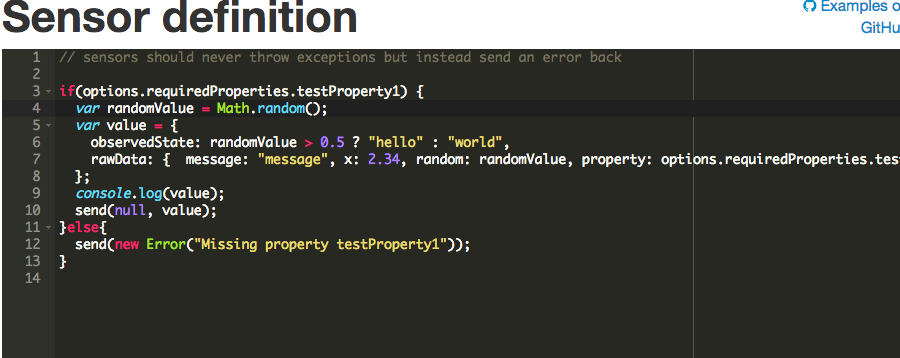 Sensor definition
Examples o
GitHu
1 // sensors should never throw exceptions but instead send an error back
2
3 if(options.requiredProperties.testProperty1) {
4 var randomValue = Math.random();
5 var value = {
6 observedState: randomValue > 0.5 ? "hello" : "world",
7 rawData: { message: "message", x: 2.34, random: randomValue, property: options.requiredProperties.tes
8 };
9 console.log(value);
10 send(null, value);
11 }else{
12 send(new Error("Missing property testProperty1"));
13 }
14